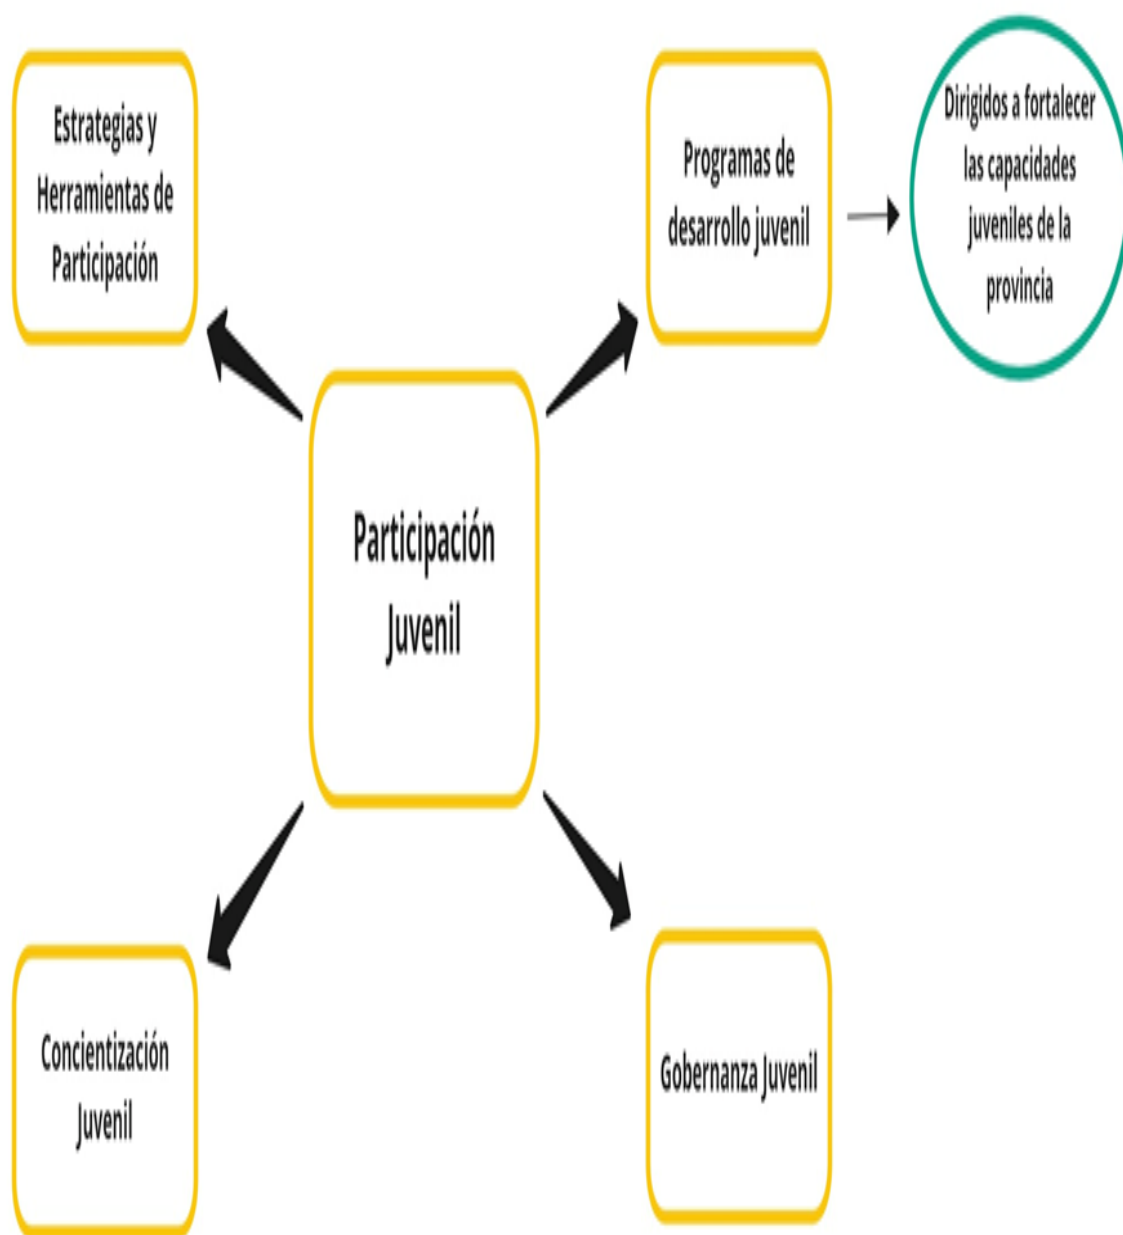 Estrategias y
Herramientas de
Participación
Programas de
desarrollo juvenil
Dirigidos a fortalecer
las capacidades
juveniles de la
provincia
Participación
Juvenil
Concientización
Juvenil
Gobernanza Juvenil